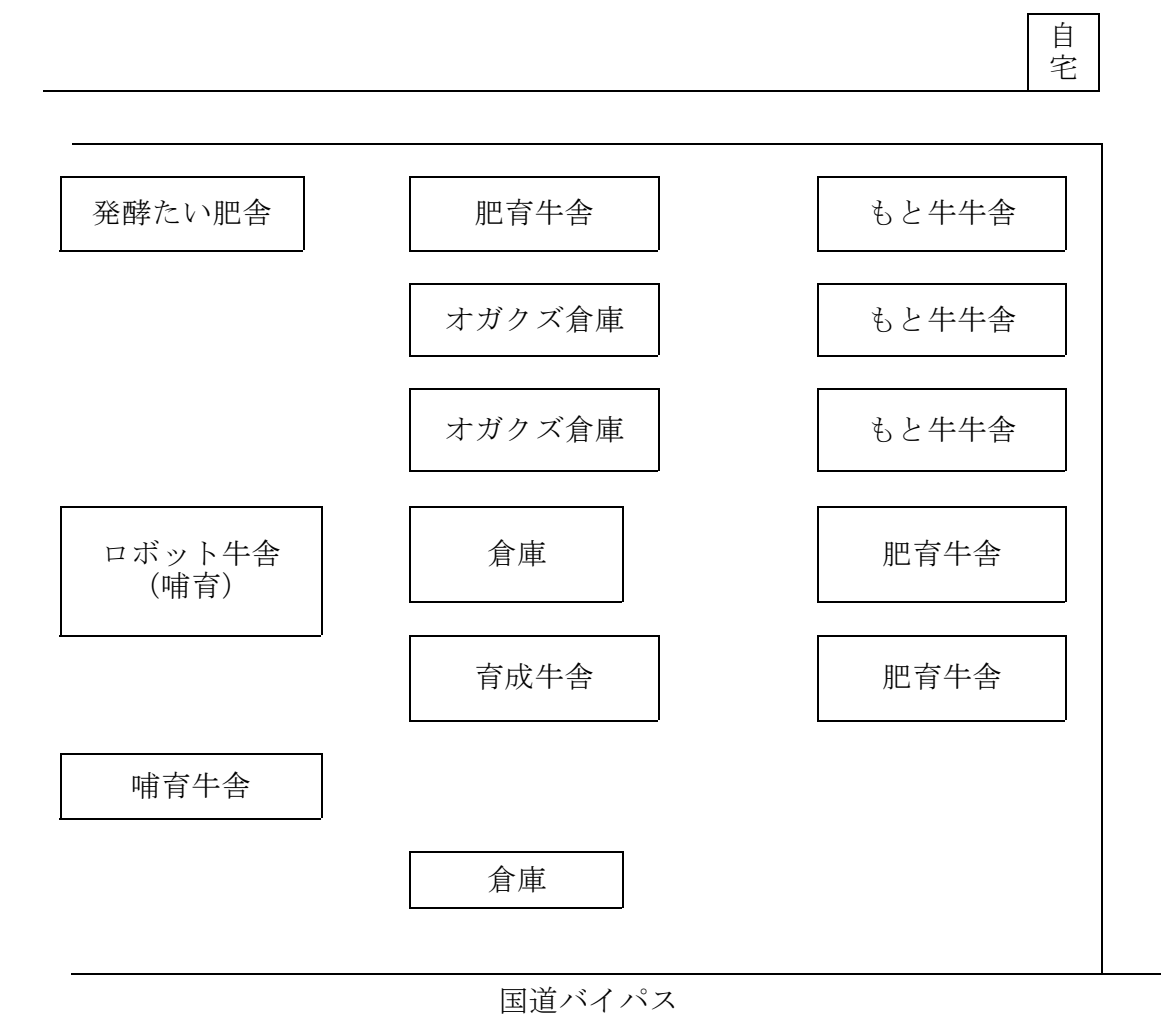 自
宅
発酵たい肥舎
肥育牛舎
もと牛牛舎
オガクズ倉庫
もと牛牛舎
オガクズ倉庫
もと牛牛舎
ロボット牛舎
（哺育）
倉庫
肥育牛舎
育成牛舎
肥育牛舎
哺育牛舎
倉庫
国道バイパス